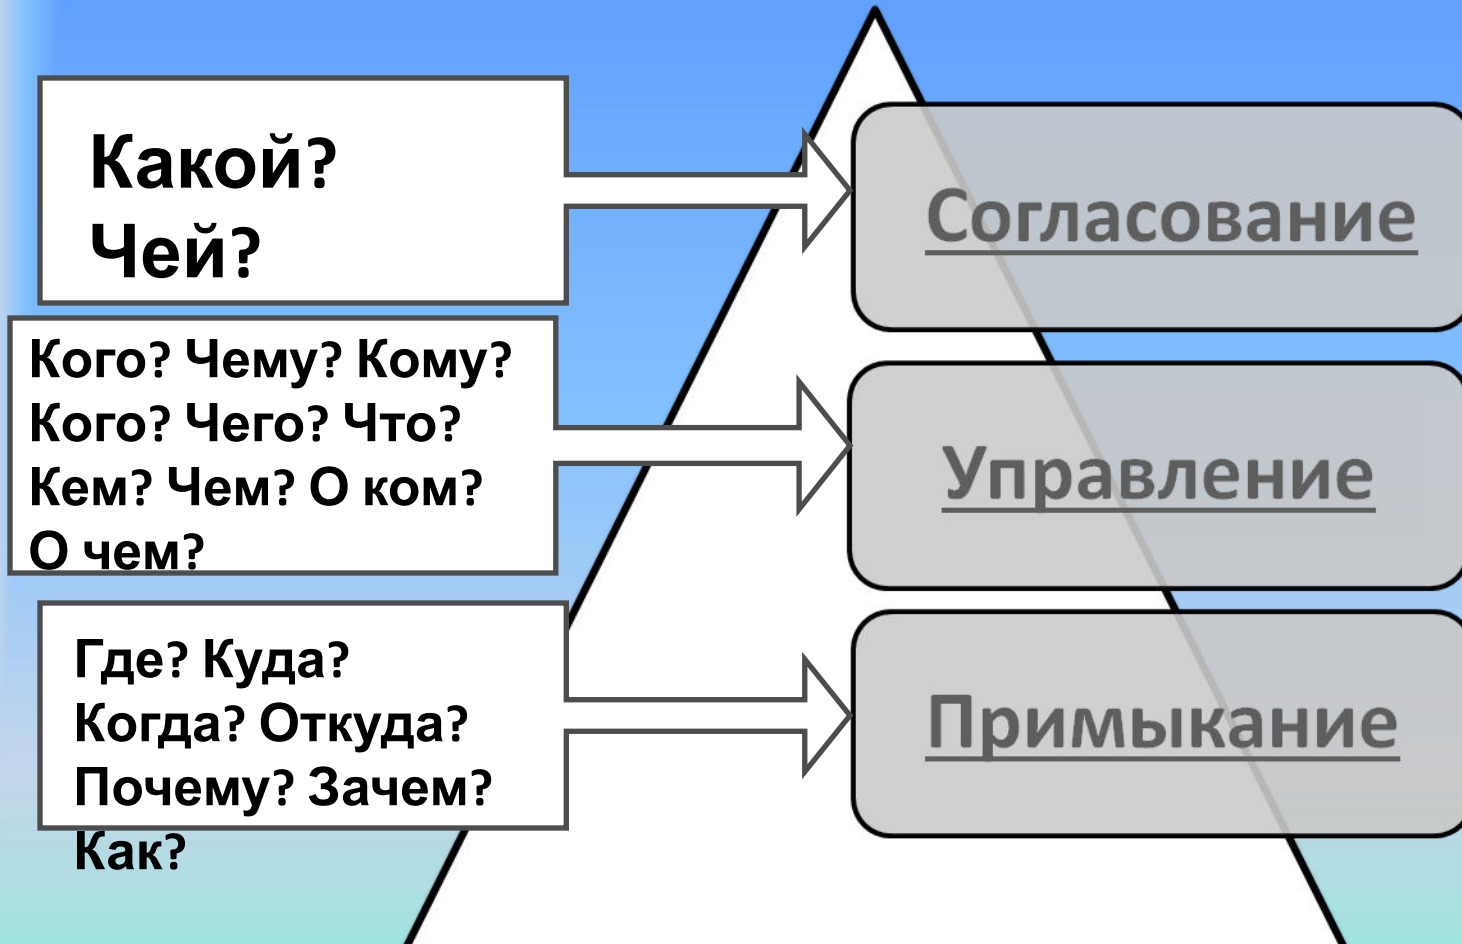 Какой?
Чей?
Согласование
Кого? Чему? Кому?
Кого? Чего? Что?
Кем? Чем? О ком?
О чем?
Управление
Где? Куда?
Когда? Откуда?
Почему? Зачем?
Как?
Примыкание